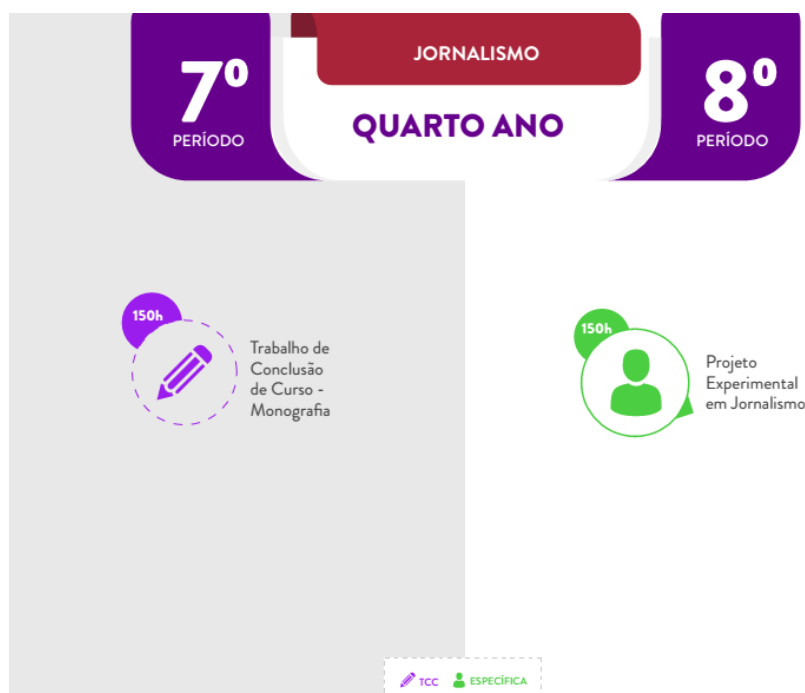 JORNALISMO
7º
PERÍODO
QUARTO ANO
8º
PERÍODO
150h
Trabalho de
Conclusão
de Curso -
Monografia
150h
Projeto
Experimental
em Jornalismo
TCC
ESPECÍFICA